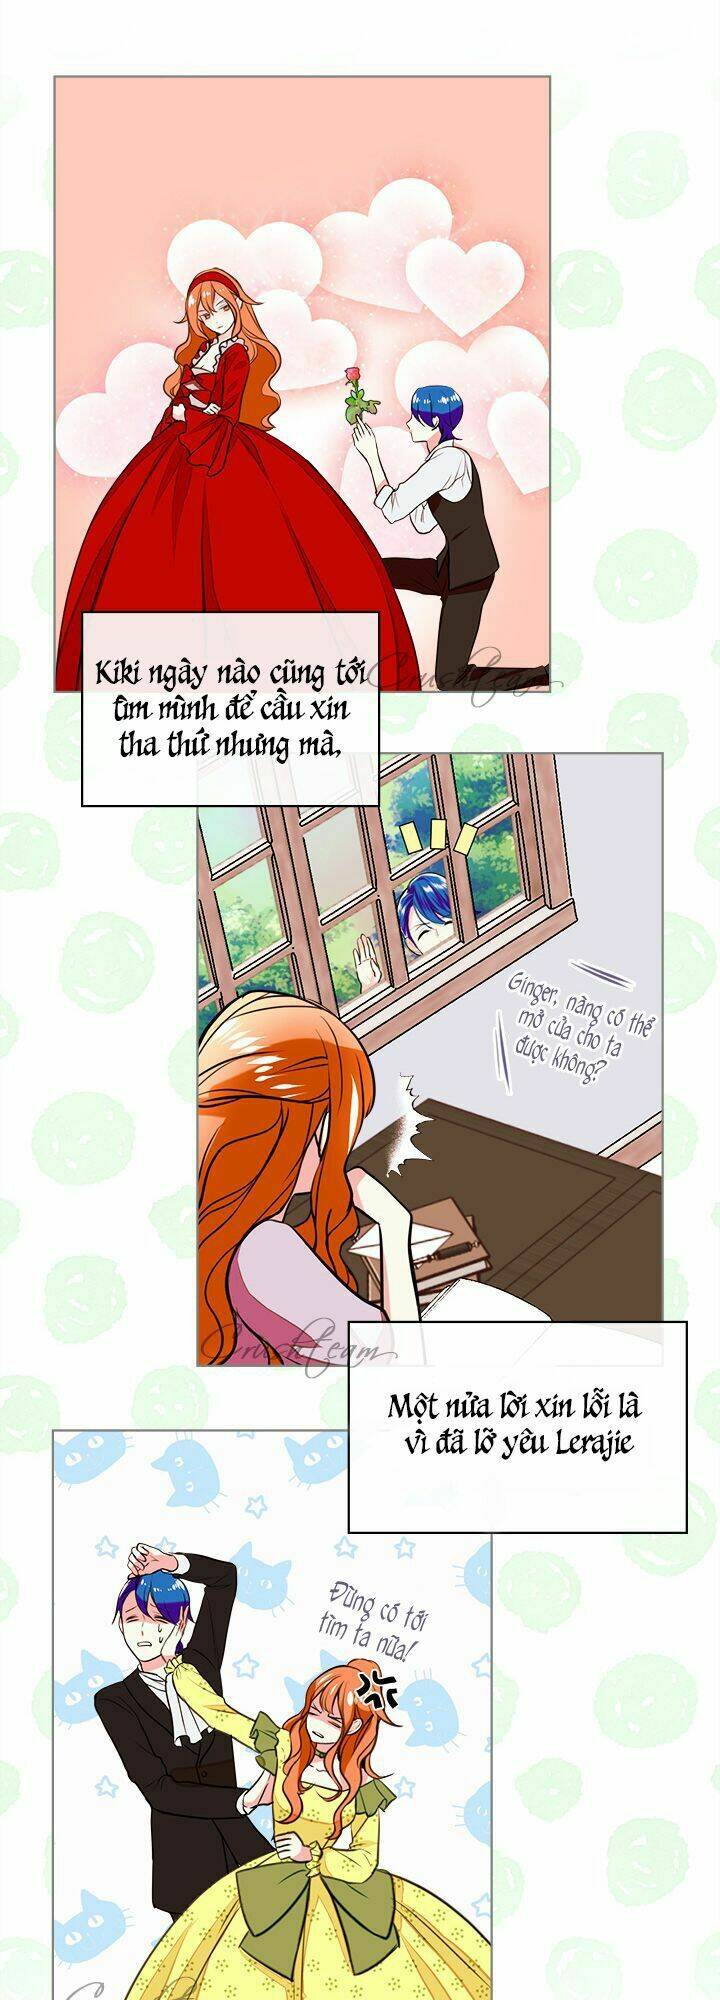 Kiki ngày nào cũng tới
tìm mình để cầu xin
tha thứ nhưng mà,
Crushteam
Ginger, nàng có thể
mở cửa cho ta
được không?
Crushteam
Một nửa lời xin lỗi là
vì đã lỡ yêu Lerajie
Đừng có tới
tìm ta nữa!